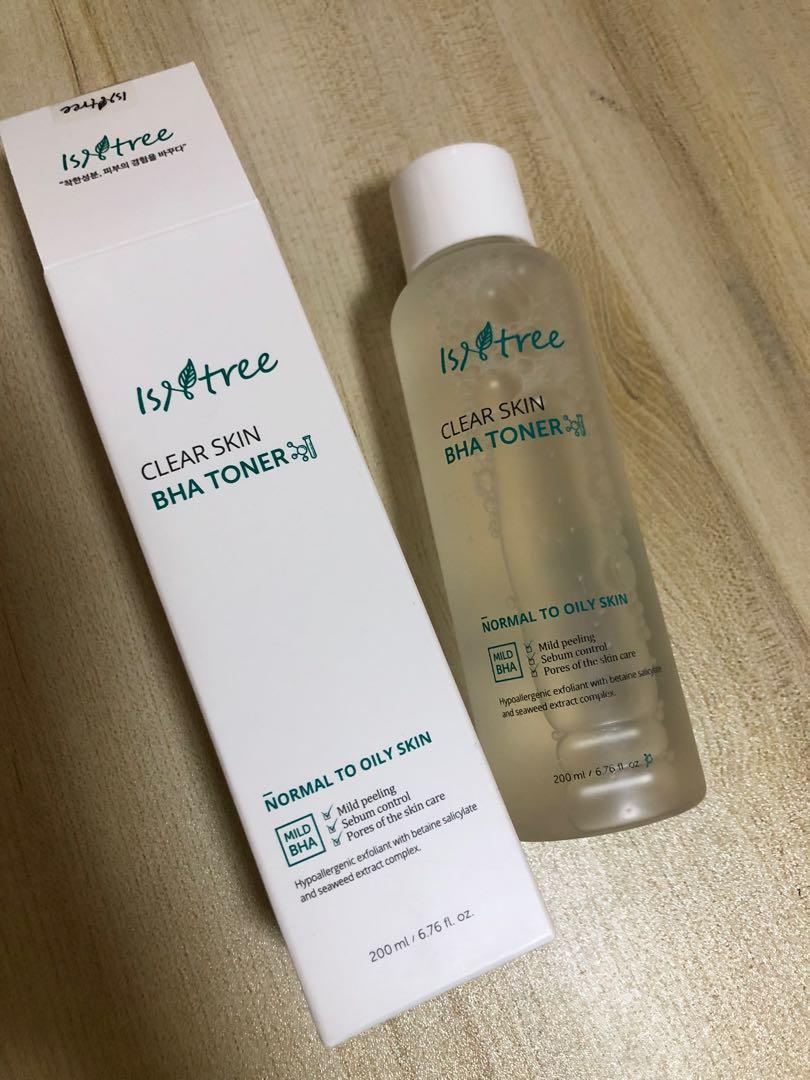 Isntree
Isntree
"착한성분, 피부의 경험을 바꾸다"
Isntree
CLEAR SKIN
BHA TONER
NORMAL TO OILY SKIN
MILD
BHA
Mild peeling
Sebum control
Pores of the skin care
Hypoallergenic exfoliant with betaine salicylate
and seaweed extract complex.
200 ml / 6.76 fl. oz.
Isntree
CLEAR SKIN
BHA TONER
NORMAL TO OILY SKIN
MILD
BHA
Mild peeling
Sebum control
Pores of the skin care
Hypoallergenic exfoliant with betaine salicylate
and seaweed extract complex.
200 ml / 6.76 fl. oz.